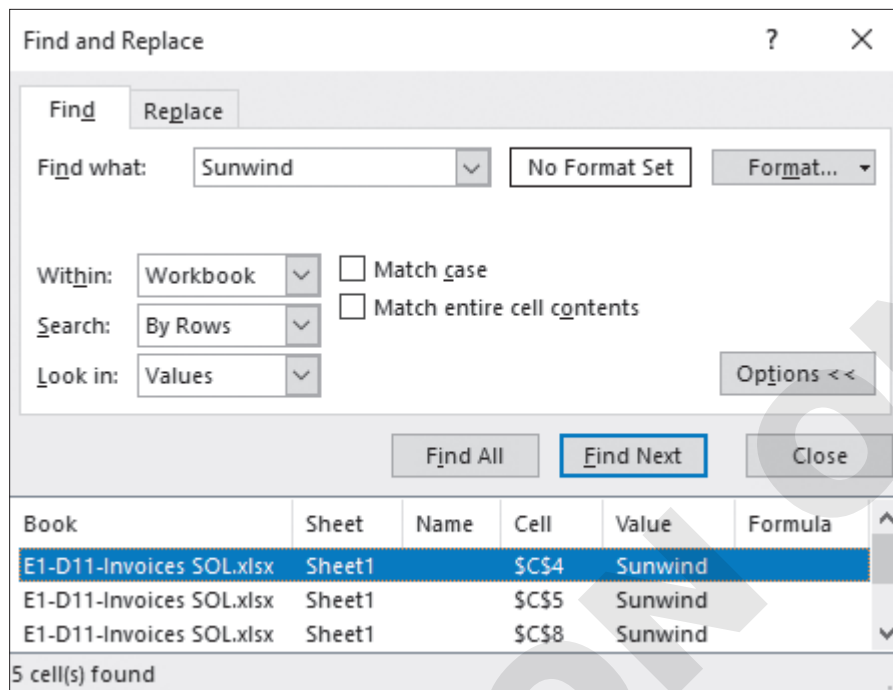 Find and Replace ?
Find Replace
Find what: Sunwind No Format Set Format...
Within: Workbook Match case
Match entire cell contents
Search: By Rows
Look in: Values Options <<
Find All Find Next Close
Book Sheet Name Cell Value Formula
E1-D11-Invoices SOL.xlsx Sheet1 $C$4 Sunwind
E1-D11-Invoices SOL.xlsx Sheet1 $C$5 Sunwind
E1-D11-Invoices SOL.xlsx Sheet1 $C$8 Sunwind
5 cell(s) found